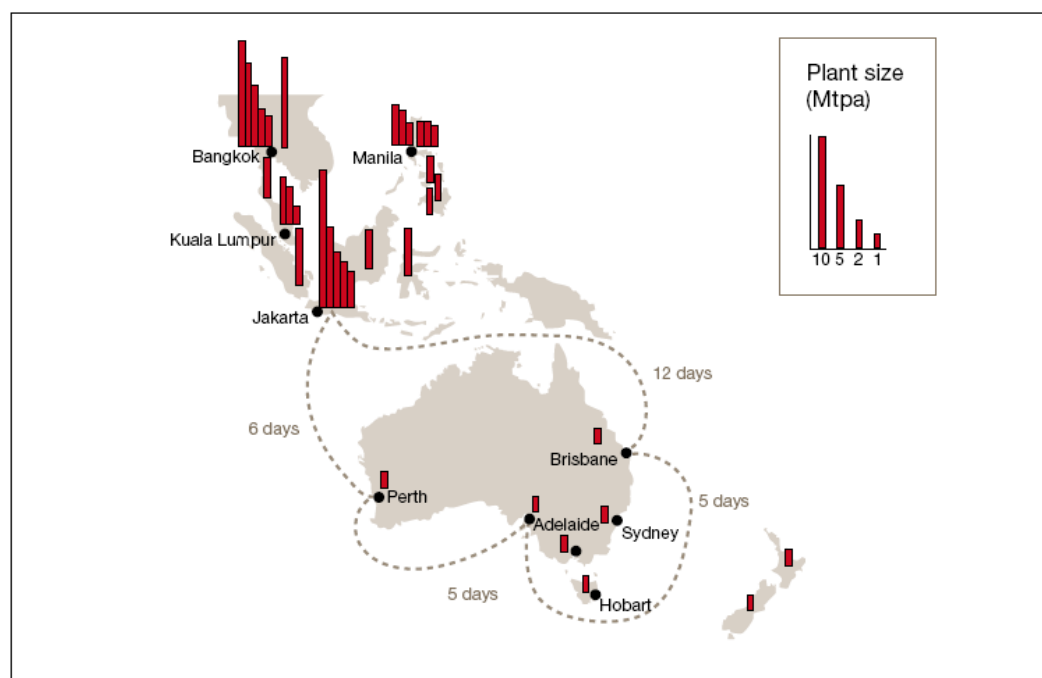 Plant size
(Mtpa)
10 5 2 1
Bangkok
Manila
Kuala Lumpur
Jakarta
12 days
6 days
Brisbane
Perth
5 days
Adelaide
Sydney
5 days
Hobart